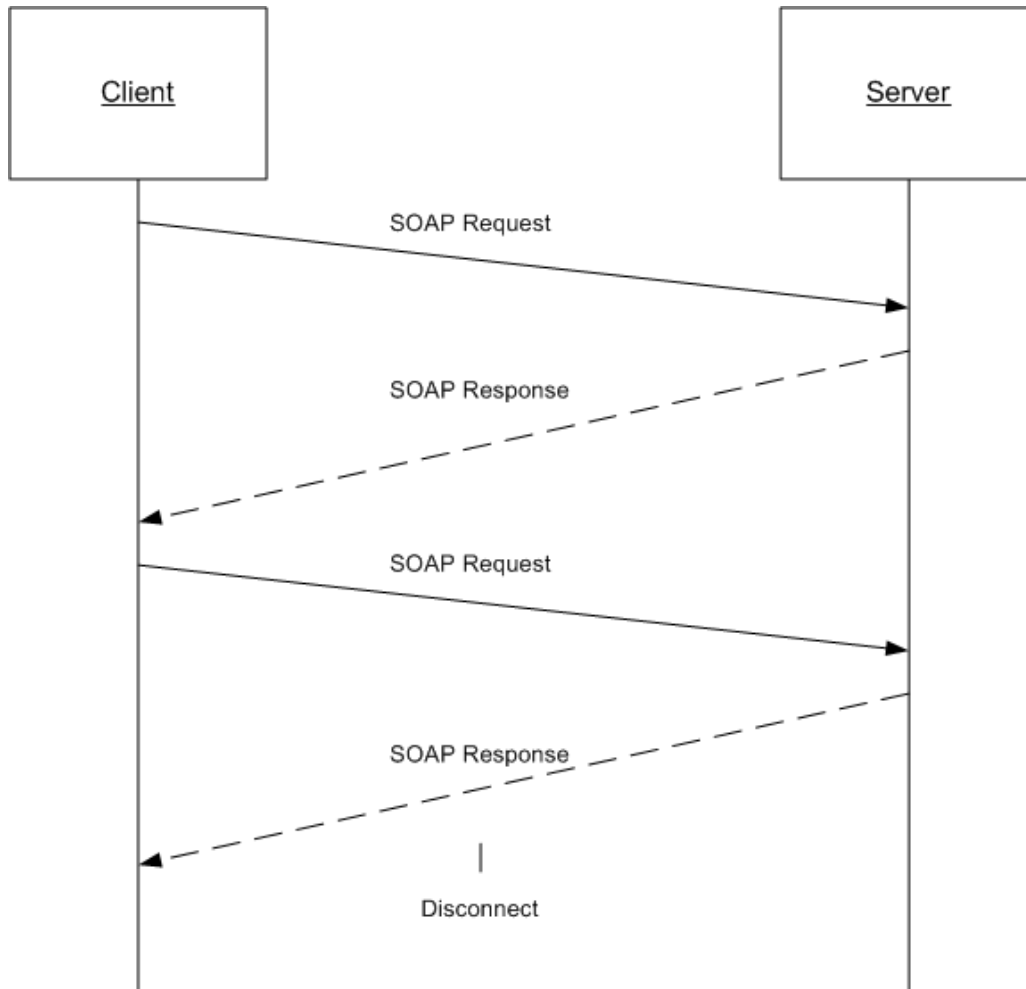 Client
Server
SOAP Request
SOAP Response
SOAP Request
SOAP Response
Disconnect